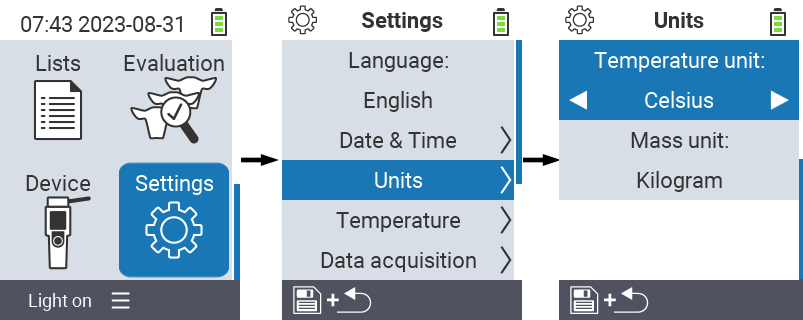 07:43 2023-08-31
Lists
Evaluation
Device
Settings
Light on
Settings
Language:
English
Date & Time
Units
Temperature
Data acquisition
+
Units
Temperature unit:
Celsius
Mass unit:
Kilogram
+